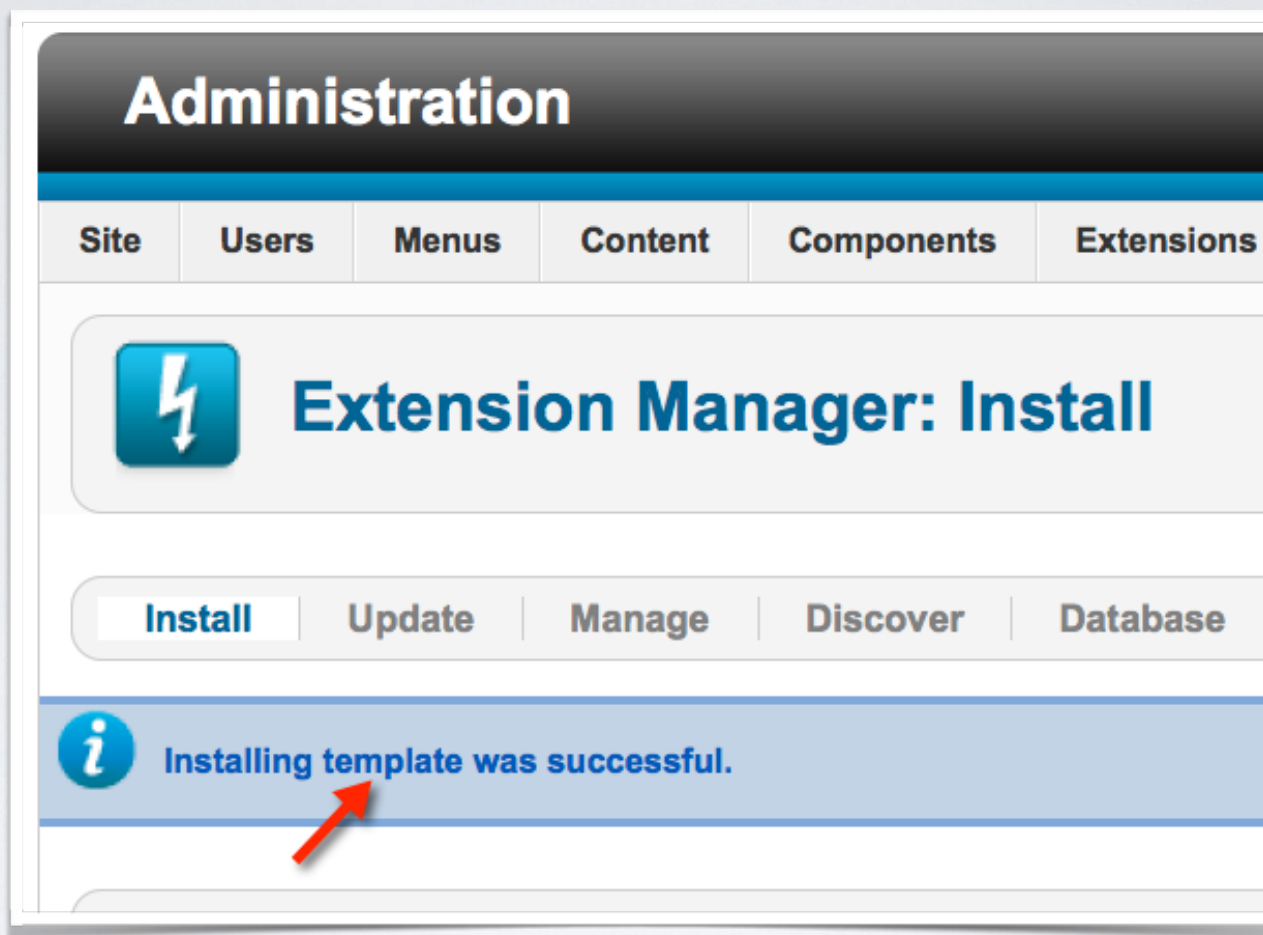 Administration
Site Users Menus Content Components Extensions
Extension Manager: Install
Install Update Manage Discover Database
Installing template was successful.